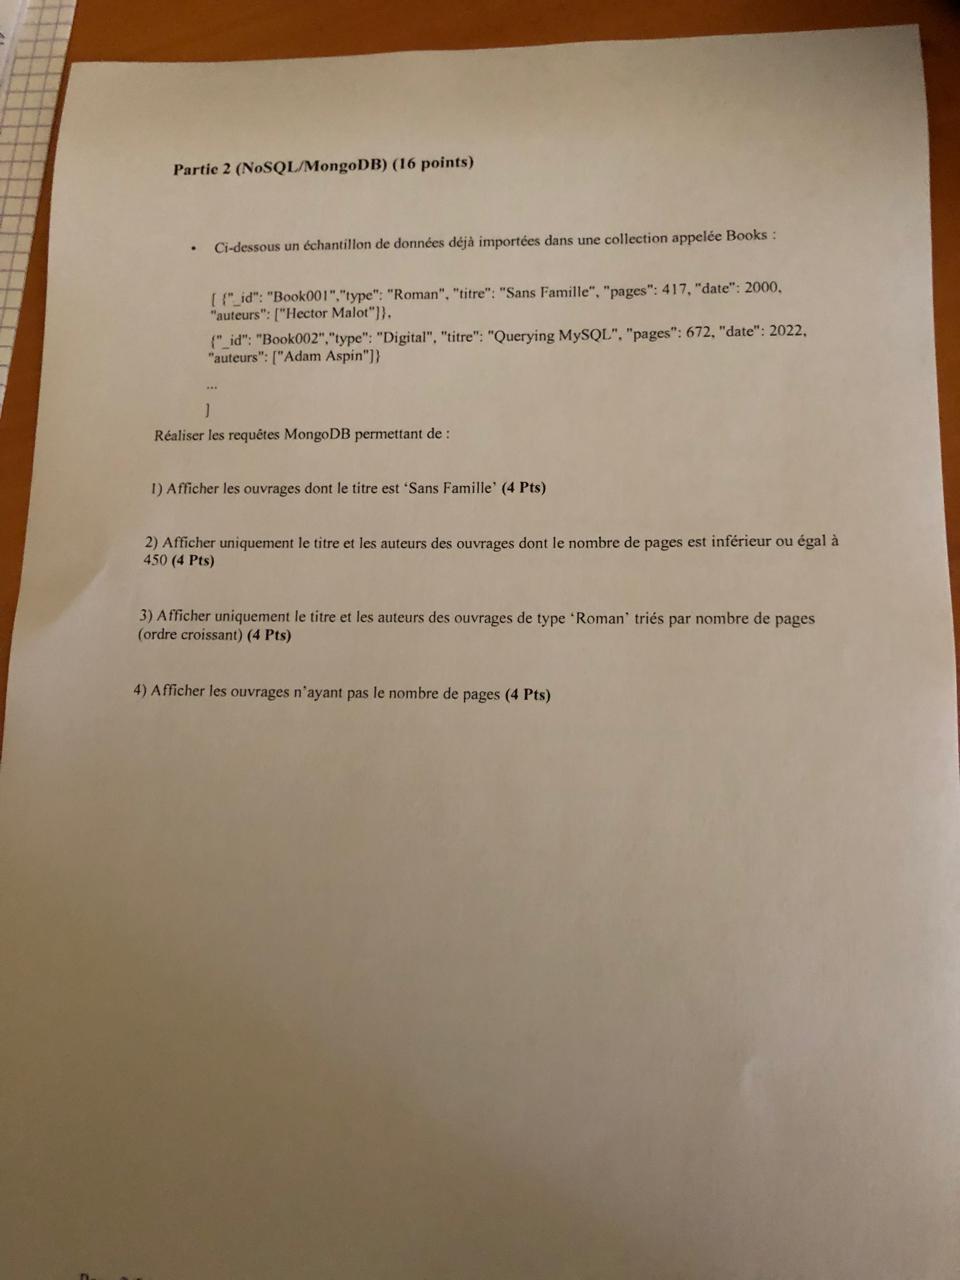 Partie 2 (NoSQL/MongoDB) (16 points)
• Ci-dessous un échantillon de données déjà importées dans une collection appelée Books :
[ {"_id": "Book001","type": "Roman", "titre": "Sans Famille", "pages": 417, "date": 2000,
"auteurs": ["Hector Malot"]},
{"_id": "Book002","type": "Digital", "titre": "Querying MySQL", "pages": 672, "date": 2022,
"auteurs": ["Adam Aspin"]}
...
]
Réaliser les requêtes MongoDB permettant de :
1) Afficher les ouvrages dont le titre est ‘Sans Famille’ (4 Pts)
2) Afficher uniquement le titre et les auteurs des ouvrages dont le nombre de pages est inférieur ou égal à
450 (4 Pts)
3) Afficher uniquement le titre et les auteurs des ouvrages de type ‘Roman’ triés par nombre de pages
(ordre croissant) (4 Pts)
4) Afficher les ouvrages n’ayant pas le nombre de pages (4 Pts)